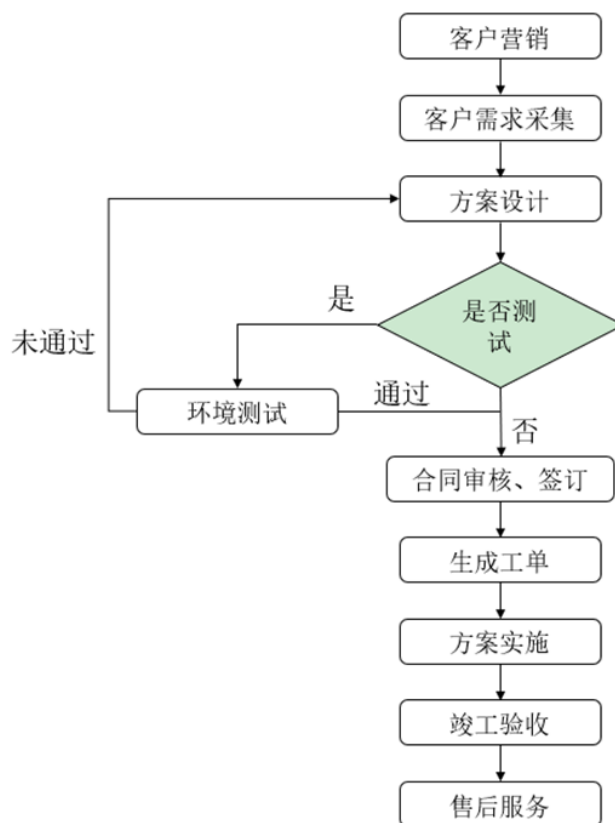 客户营销
客户需求采集
方案设计
是
是否测
试
未通过
环境测试
通过
否
合同审核、签订
生成工单
方案实施
竣工验收
售后服务